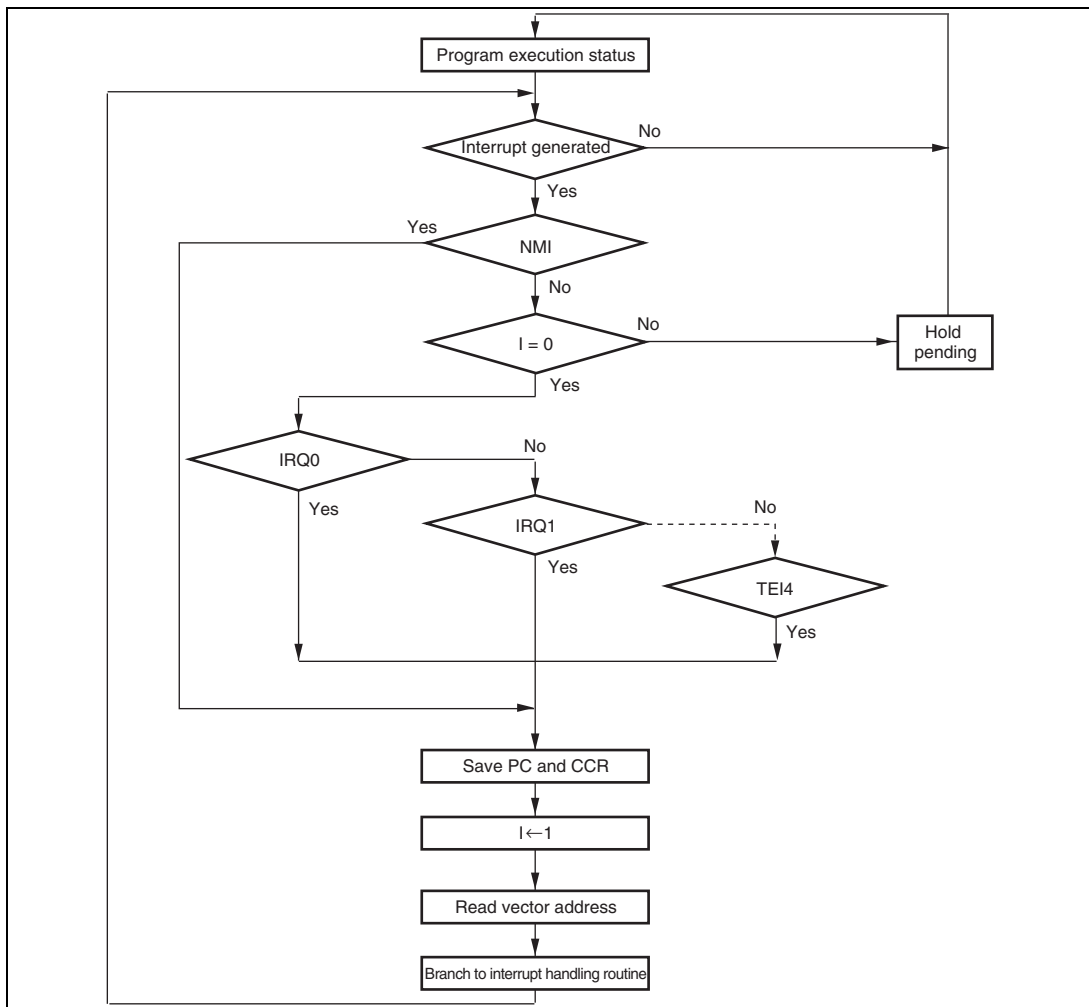 Program execution status
Interrupt generated
No
Yes
Yes
NMI
No
I = 0
No
Hold
pending
Yes
IRQ0
No
Yes
IRQ1
No
Yes
TEI4
Yes
Save PC and CCR
I←1
Read vector address
Branch to interrupt handling routine